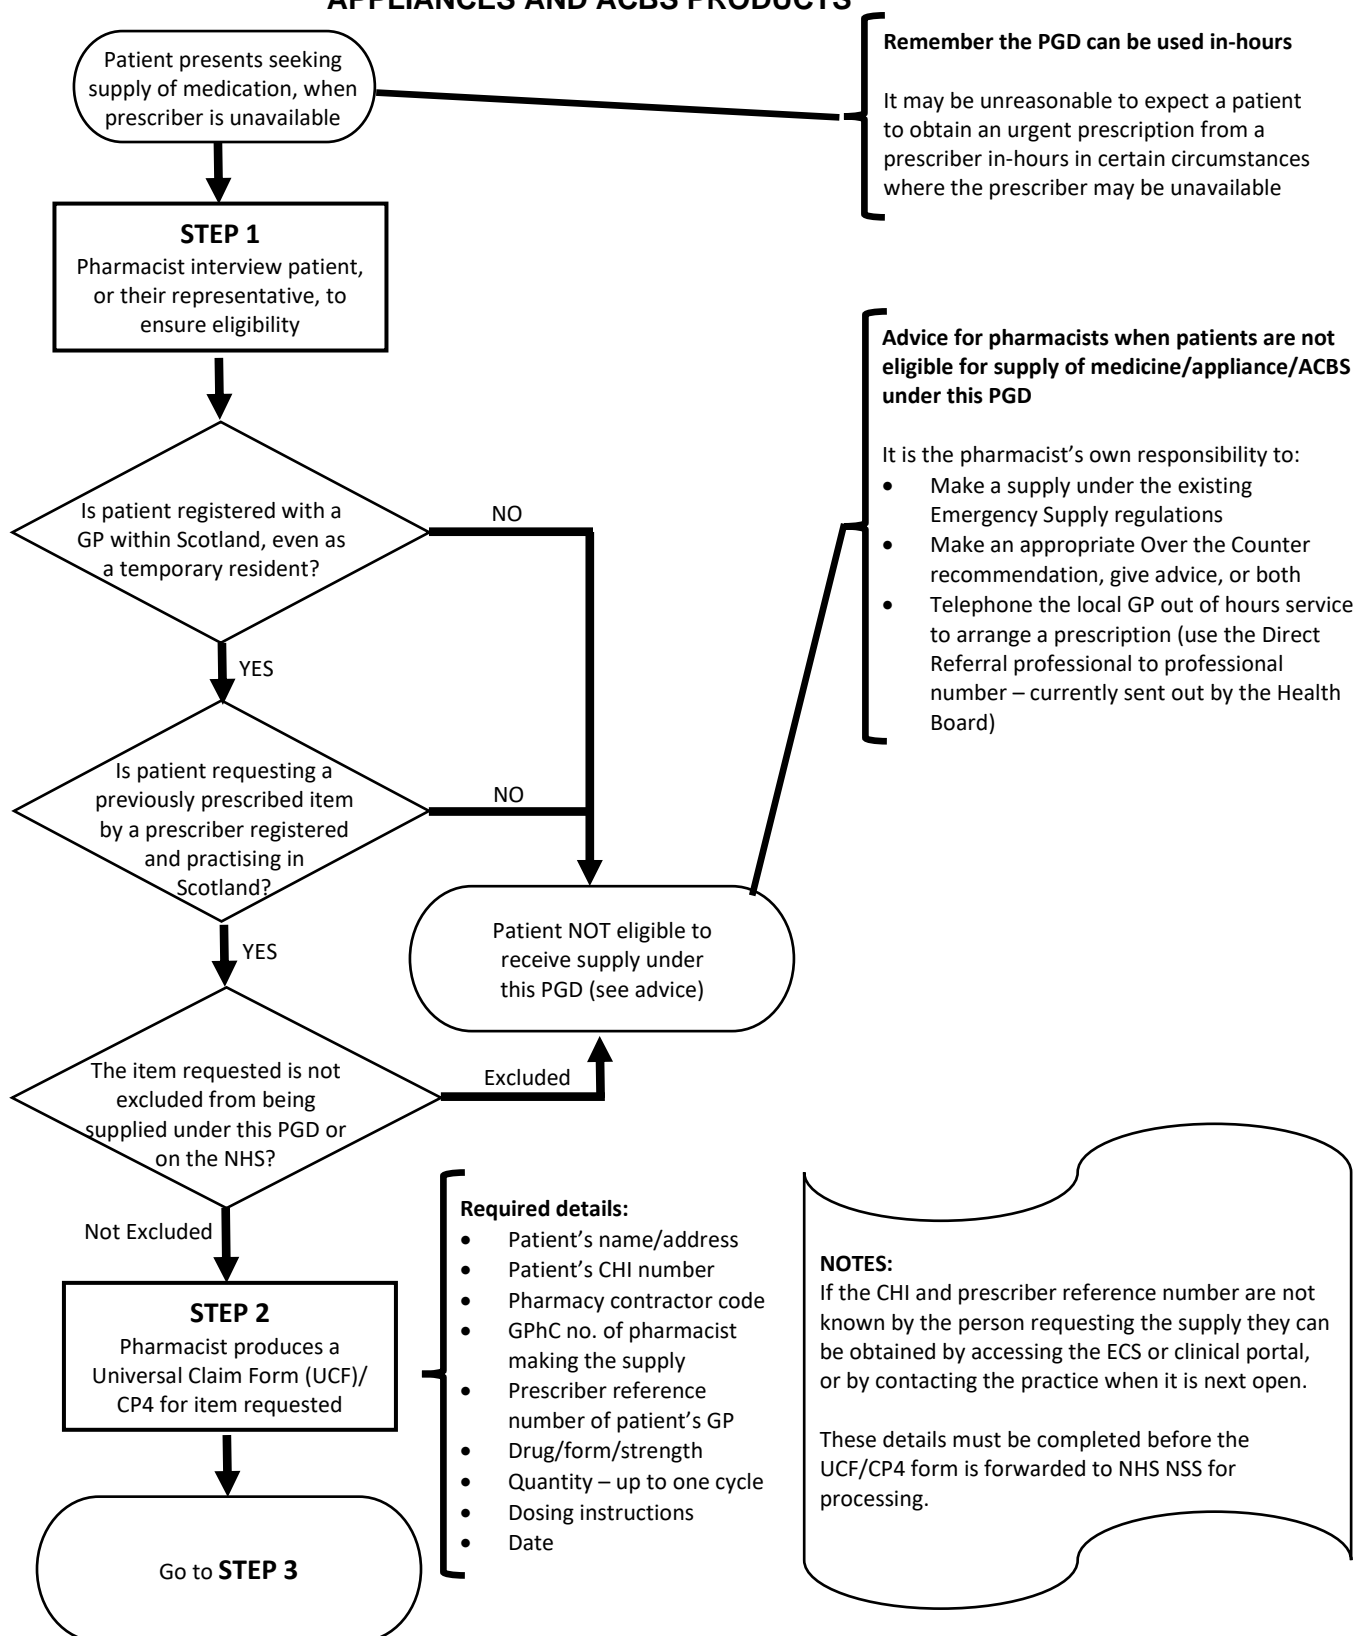 APPLIANCES AND ACBS PRODUCTS
Patient presents seeking
supply of medication, when
prescriber is unavailable
Remember the PGD can be used in-hours
It may be unreasonable to expect a patient
to obtain an urgent prescription from a
prescriber in-hours in certain circumstances
where the prescriber may be unavailable
STEP 1
Pharmacist interview patient,
or their representative, to
ensure eligibility
Advice for pharmacists when patients are not
eligible for supply of medicine/appliance/ACBS
under this PGD
It is the pharmacist's own responsibility to:
• Make a supply under the existing
Emergency Supply regulations
• Make an appropriate Over the Counter
recommendation, give advice, or both
• Telephone the local GP out of hours service
to arrange a prescription (use the Direct
Referral professional to professional
number – currently sent out by the Health
Board)
Is patient registered with a
GP within Scotland, even as
a temporary resident?
NO
YES
Is patient requesting a
previously prescribed item
by a prescriber registered
and practising in
Scotland?
NO
YES
Patient NOT eligible to
receive supply under
this PGD (see advice)
The item requested is not
excluded from being
supplied under this PGD or
on the NHS?
Excluded
Not Excluded
STEP 2
Pharmacist produces a
Universal Claim Form (UCF)/
CP4 for item requested
Required details:
• Patient's name/address
• Patient's CHI number
• Pharmacy contractor code
• GPhC no. of pharmacist
making the supply
• Prescriber reference
number of patient's GP
• Drug/form/strength
• Quantity – up to one cycle
• Dosing instructions
• Date
NOTES:
If the CHI and prescriber reference number are not
known by the person requesting the supply they can
be obtained by accessing the ECS or clinical portal,
or by contacting the practice when it is next open.
These details must be completed before the
UCF/CP4 form is forwarded to NHS NSS for
processing.
Go to STEP 3